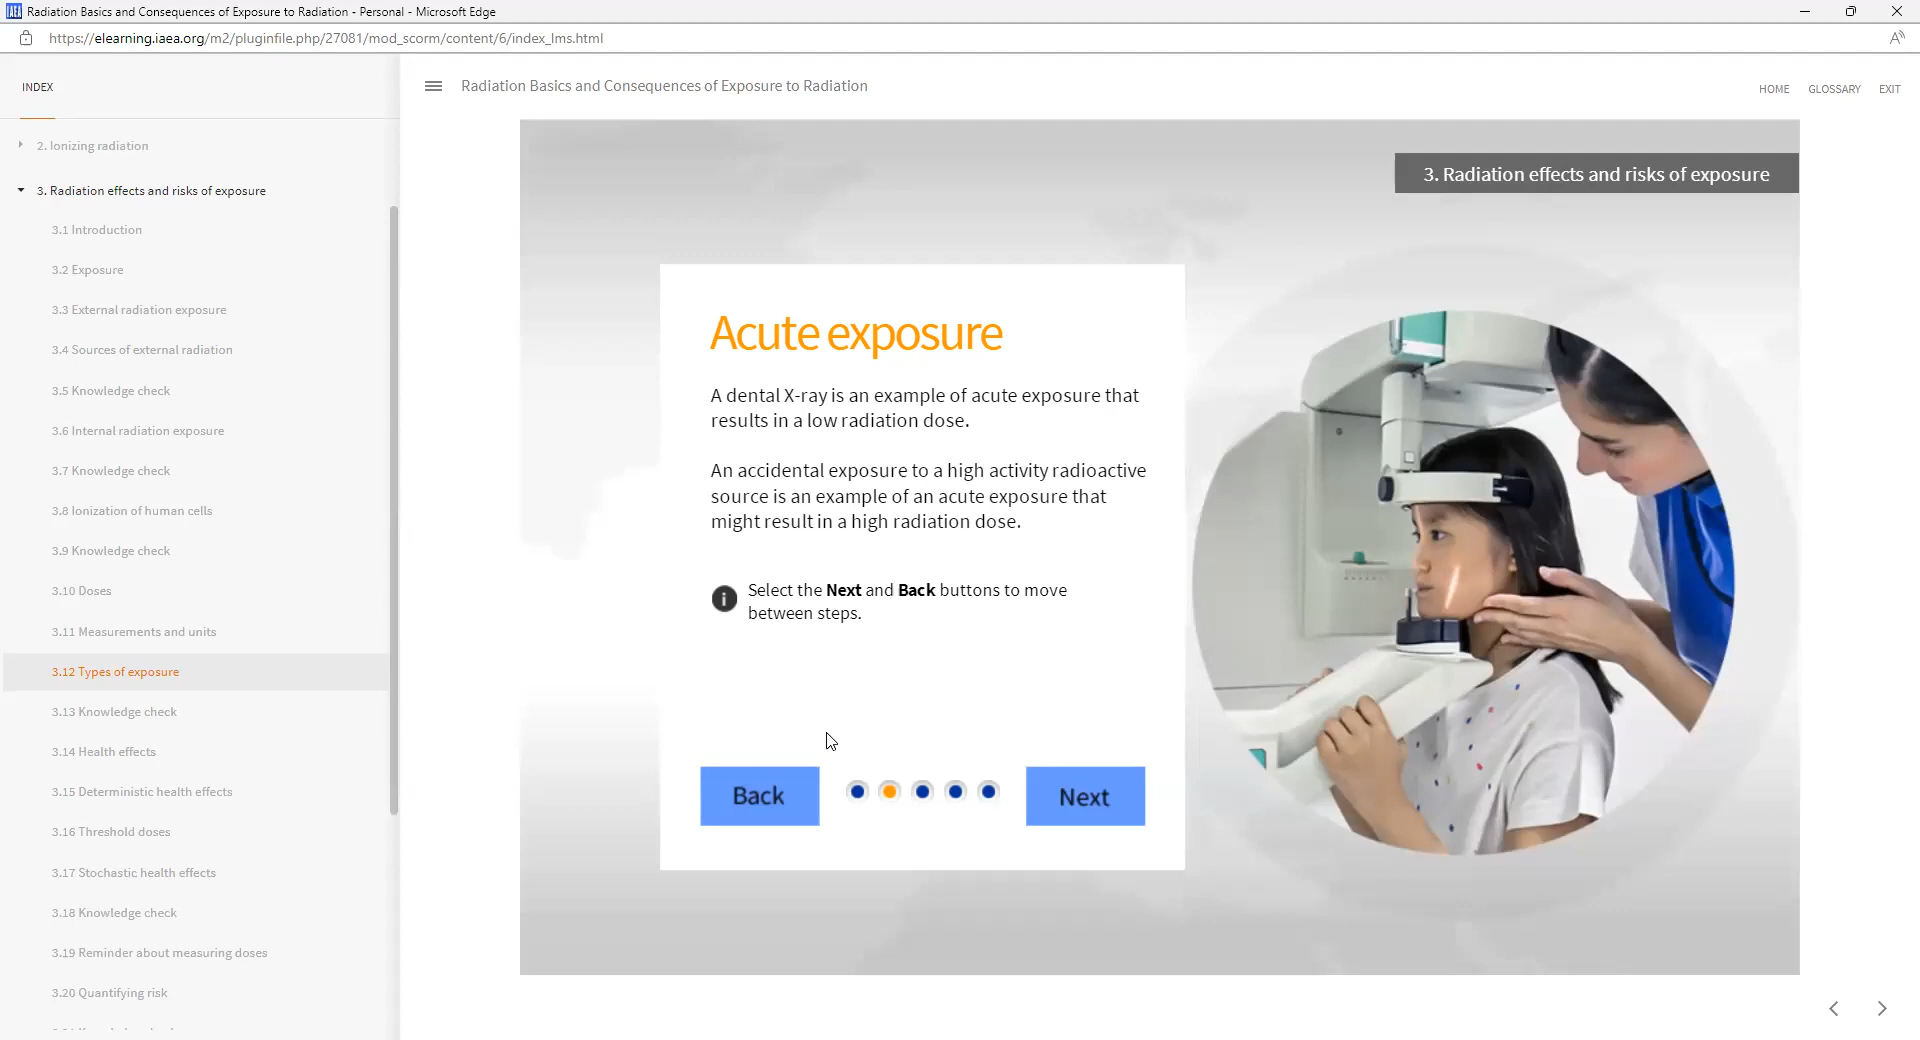 IAEA Radiation Basics and Consequences of Exposure to Radiation - Personal - Microsoft Edge
https://elearning.iaea.org/m2/pluginfile.php/27081/mod_scorm/content/6/index_lms.html
INDEX
2. Ionizing radiation
3. Radiation effects and risks of exposure
3.1 Introduction
3.2 Exposure
3.3 External radiation exposure
3.4 Sources of external radiation
3.5 Knowledge check
3.6 Internal radiation exposure
3.7 Knowledge check
3.8 Ionization of human cells
3.9 Knowledge check
3.10 Doses
3.11 Measurements and units
3.12 Types of exposure
3.13 Knowledge check
3.14 Health effects
3.15 Deterministic health effects
3.16 Threshold doses
3.17 Stochastic health effects
3.18 Knowledge check
3.19 Reminder about measuring doses
3.20 Quantifying risk
Radiation Basics and Consequences of Exposure to Radiation
HOME GLOSSARY EXIT
3. Radiation effects and risks of exposure
Acute exposure
A dental X-ray is an example of acute exposure that
results in a low radiation dose.
An accidental exposure to a high activity radioactive
source is an example of an acute exposure that
might result in a high radiation dose.
Select the Next and Back buttons to move
between steps.
Back
Next